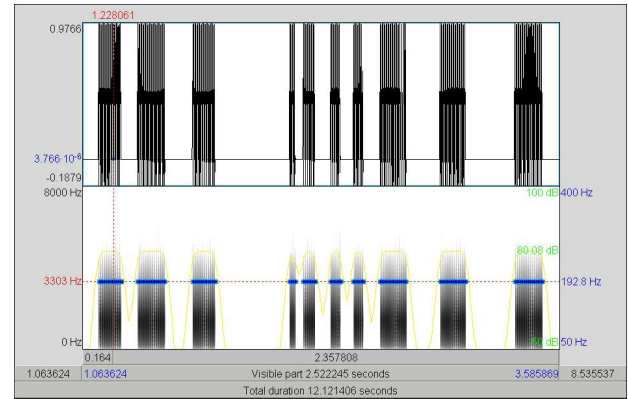 1.228061
0.9766
3.766·10-6
-0.1879
8000 Hz 100 dB 400 Hz
80.08 dB
3303 Hz 192.8 Hz
0 Hz 50 dB 50 Hz
0.164 2.357808
1.063624 1.063624 Visible part 2.522245 seconds 3.585869 8.535537
Total duration 12.121406 seconds